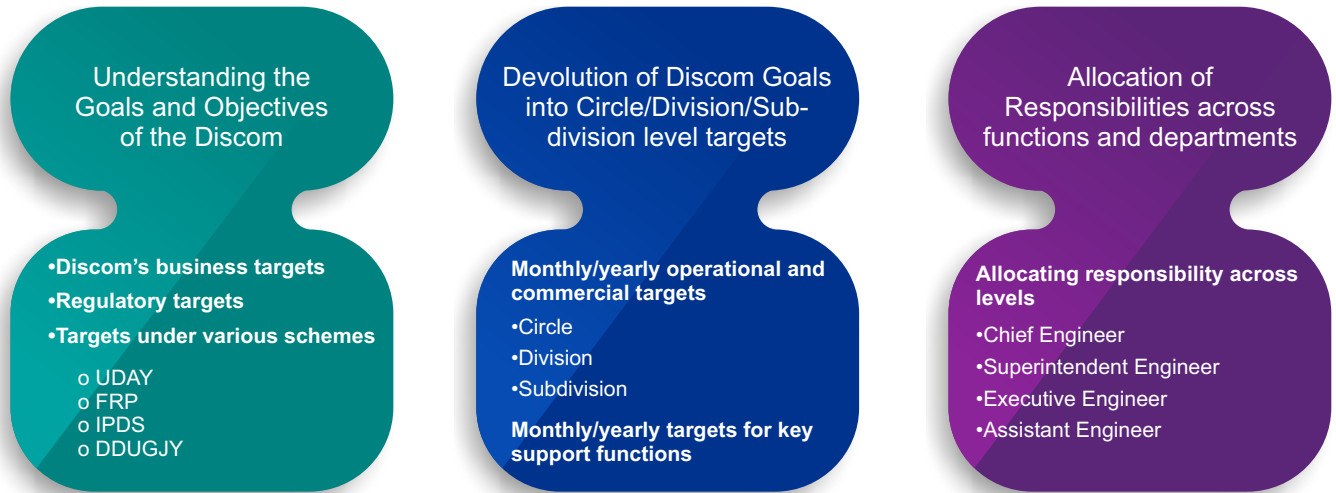 Understanding the
Goals and Objectives
of the Discom
•Discom's business targets
•Regulatory targets
•Targets under various schemes
o UDAY
o FRP
o IPDS
o DDUGJY
Devolution of Discom Goals
into Circle/Division/Sub-
division level targets
Monthly/yearly operational and
commercial targets
•Circle
•Division
•Subdivision
Monthly/yearly targets for key
support functions
Allocation of
Responsibilities across
functions and departments
Allocating responsibility across
levels
•Chief Engineer
•Superintendent Engineer
•Executive Engineer
•Assistant Engineer